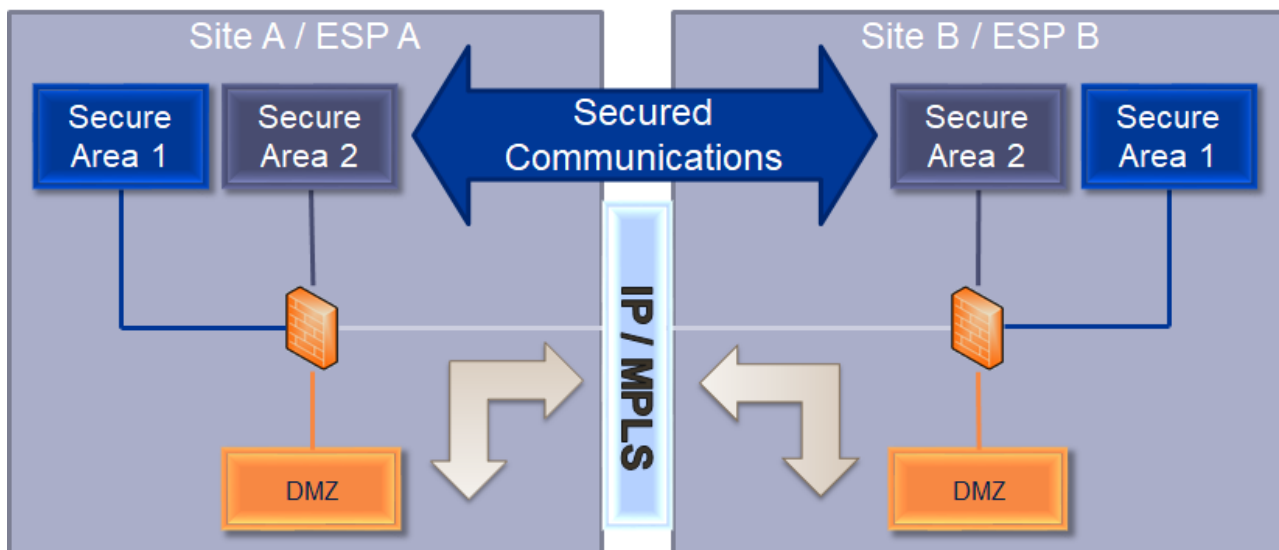 Site A / ESP A
Site B / ESP B
Secure
Area 1
Secure
Area 2
Secured
Communications
Secure
Area 2
Secure
Area 1
IP / MPLS
DMZ
DMZ